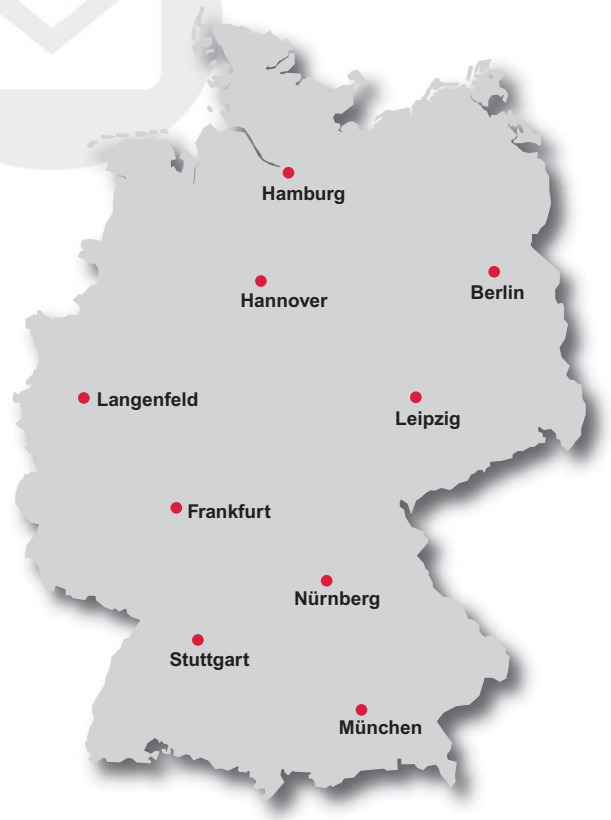 Hamburg
Berlin
Hannover
Langenfeld
Leipzig
Frankfurt
Nürnberg
Stuttgart
München